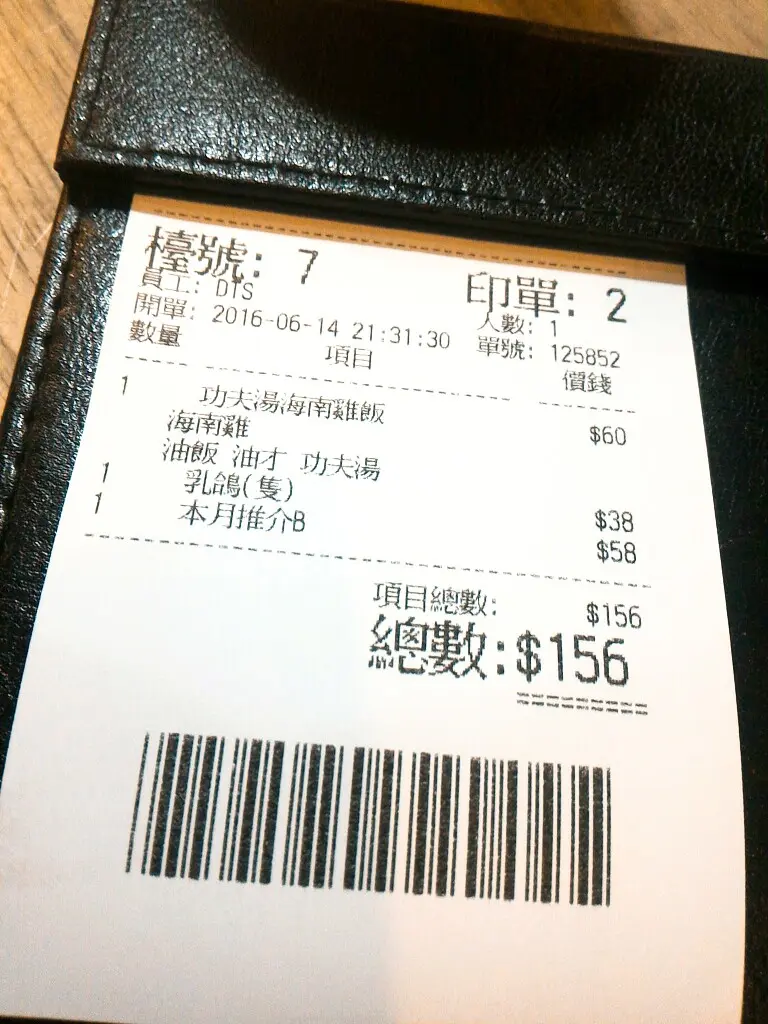 檯號: 7 印單: 2
員工: DTS 人數: 1
開單: 2016-06-14 21:31:30 單號: 125852
數量 項目 價錢
1 功夫湯海南雞飯 $60
海南雞
油飯 油才 功夫湯
1 乳鴿(隻) $38
1 本月推介B $58
項目總數: $156
總數:$156